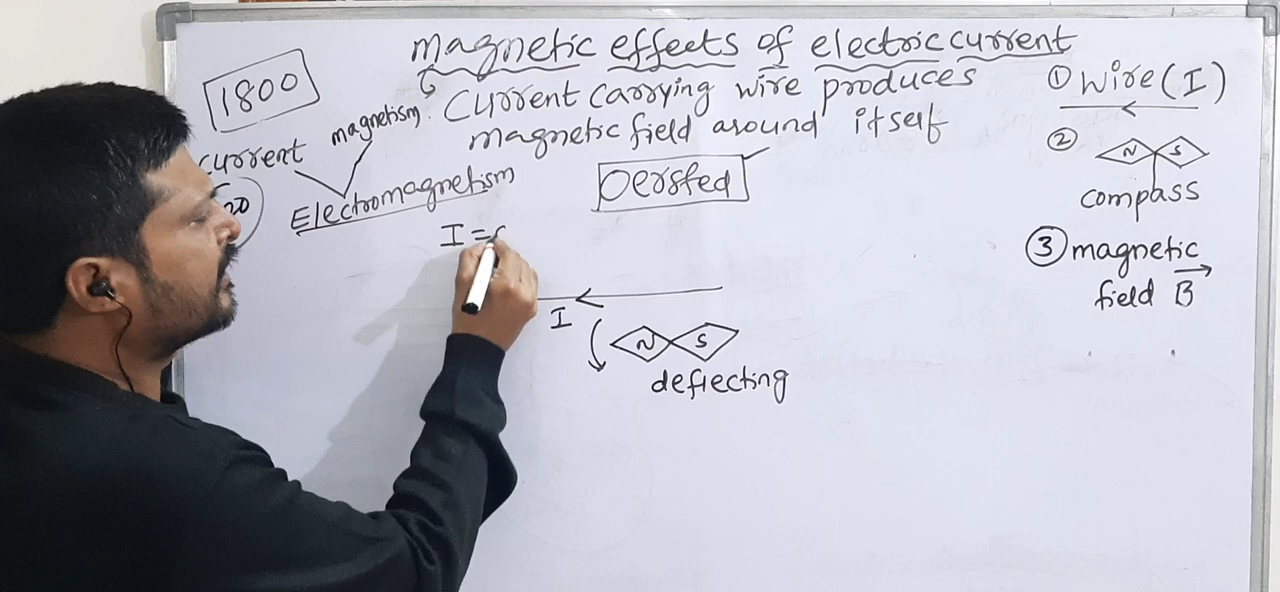 magnetic effects of electric current
1800
Current carrying wire produces
magnetic field around itself
current
magnetism
Electromagnetism
Oersted
I =
I
N S
deflecting
① Wire (I)
②
N S
compass
③ magnetic
field B